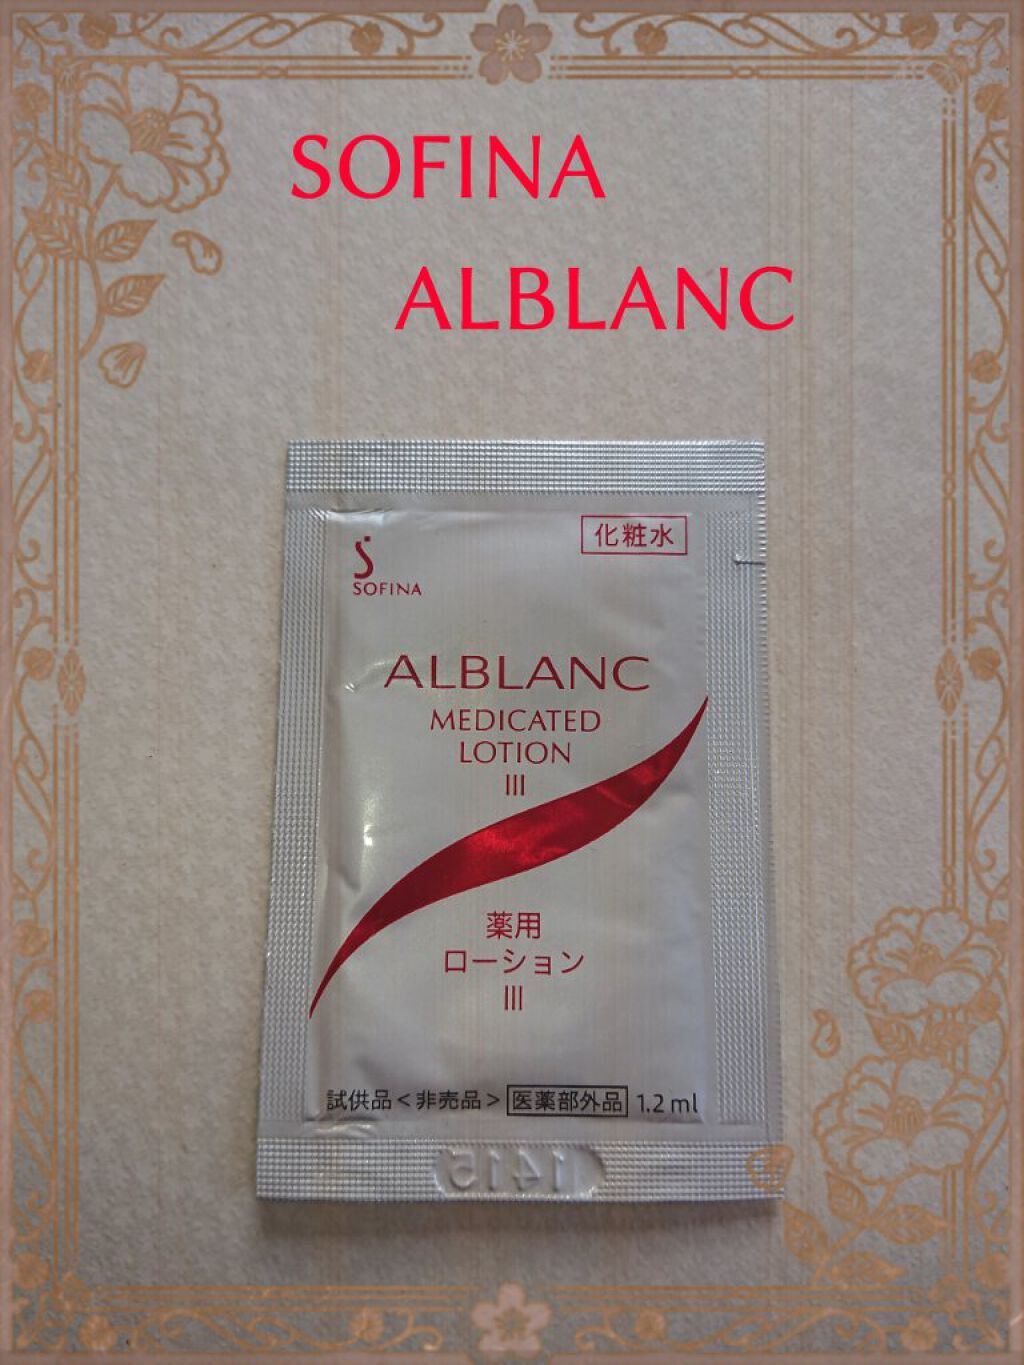 SOFINA
ALBLANC
化粧水
SOFINA
ALBLANC
MEDICATED
LOTION
III
薬用
ローション
III
試供品<非売品> 医薬部外品 1.2 ml
1415